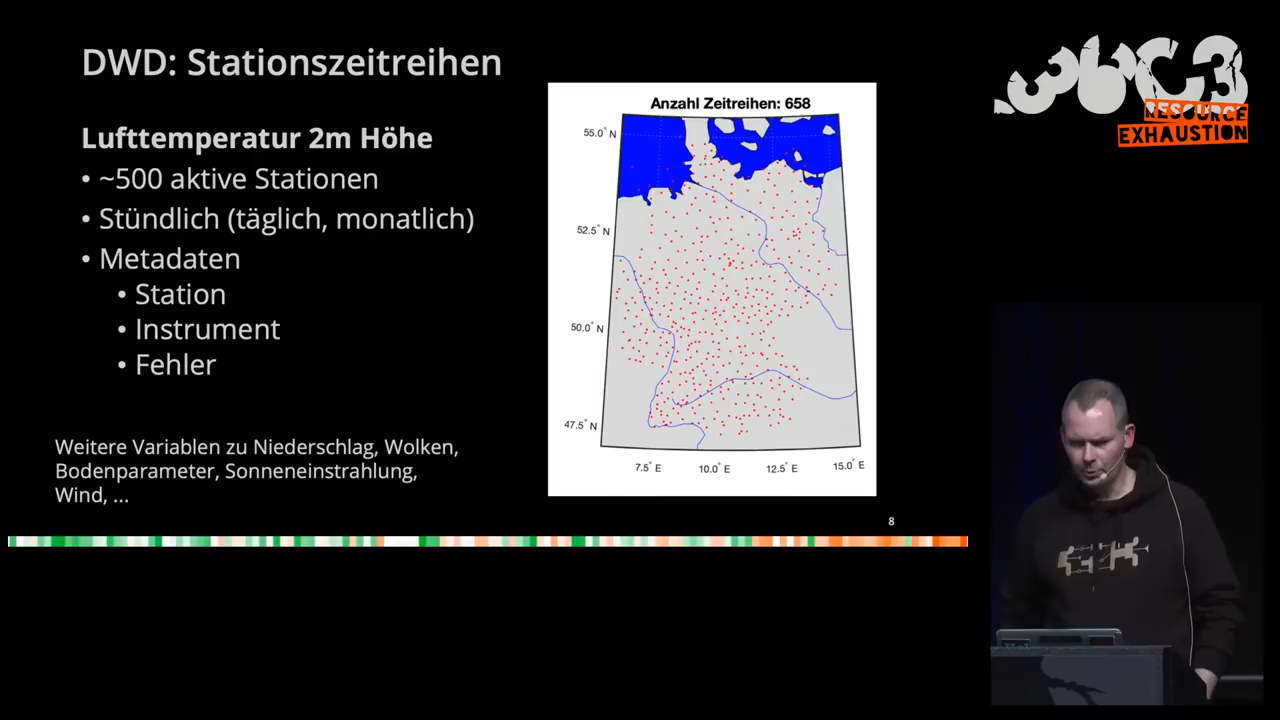 DWD: Stationszeitreihen
Lufttemperatur 2m Höhe
• ~500 aktive Stationen
• Stündlich (täglich, monatlich)
• Metadaten
• Station
• Instrument
• Fehler
Weitere Variablen zu Niederschlag, Wolken,
Bodenparameter, Sonneneinstrahlung,
Wind, ...
Anzahl Zeitreihen: 658
55.0° N
52.5° N
50.0° N
47.5° N
7.5° E 10.0° E 12.5° E 15.0° E
8
36C3
RESOURCE
EXHAUSTION